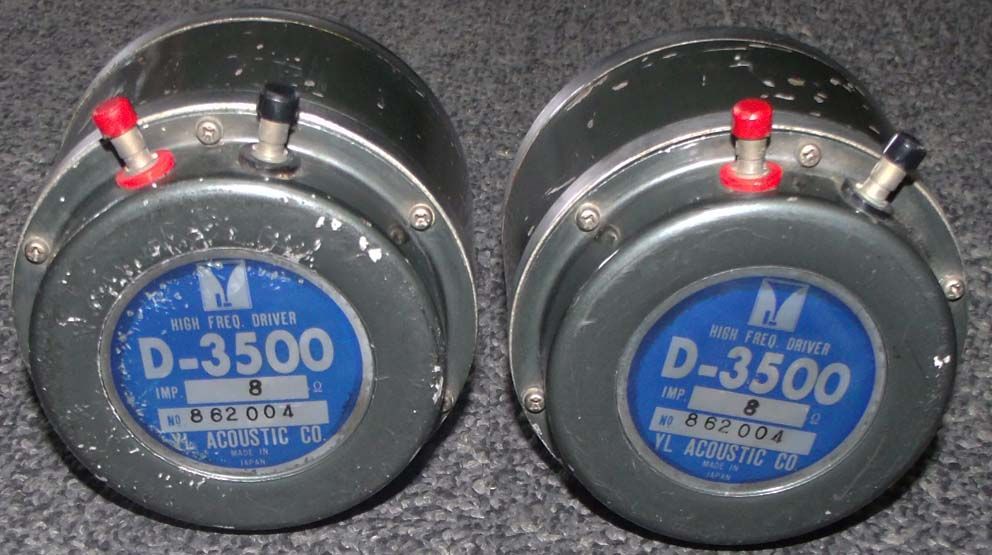 HIGH FREQ. DRIVER
D-3500
IMP. 8 Ω
NO 862004
YL ACOUSTIC CO.
MADE IN
JAPAN
HIGH FREQ. DRIVER
D-3500
IMP. 8 Ω
NO 862004
YL ACOUSTIC CO
MADE IN
JAPAN